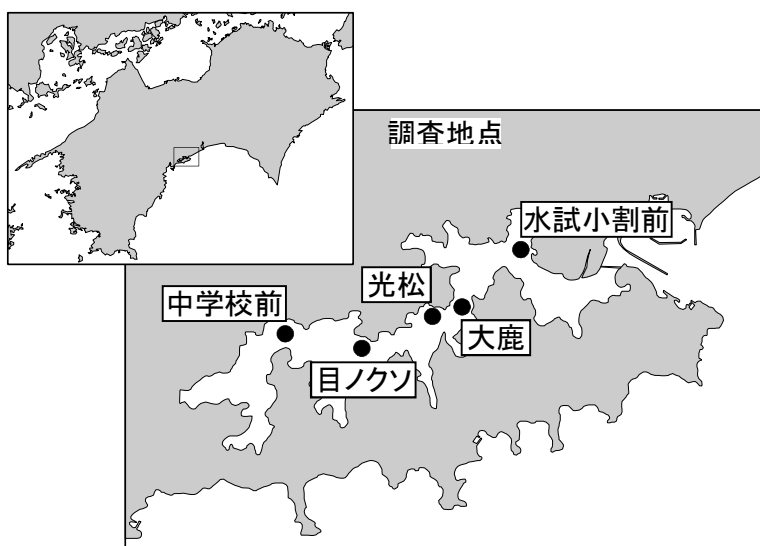 調査地点
水試小割前
光松
中学校前
大鹿
目ノクソ